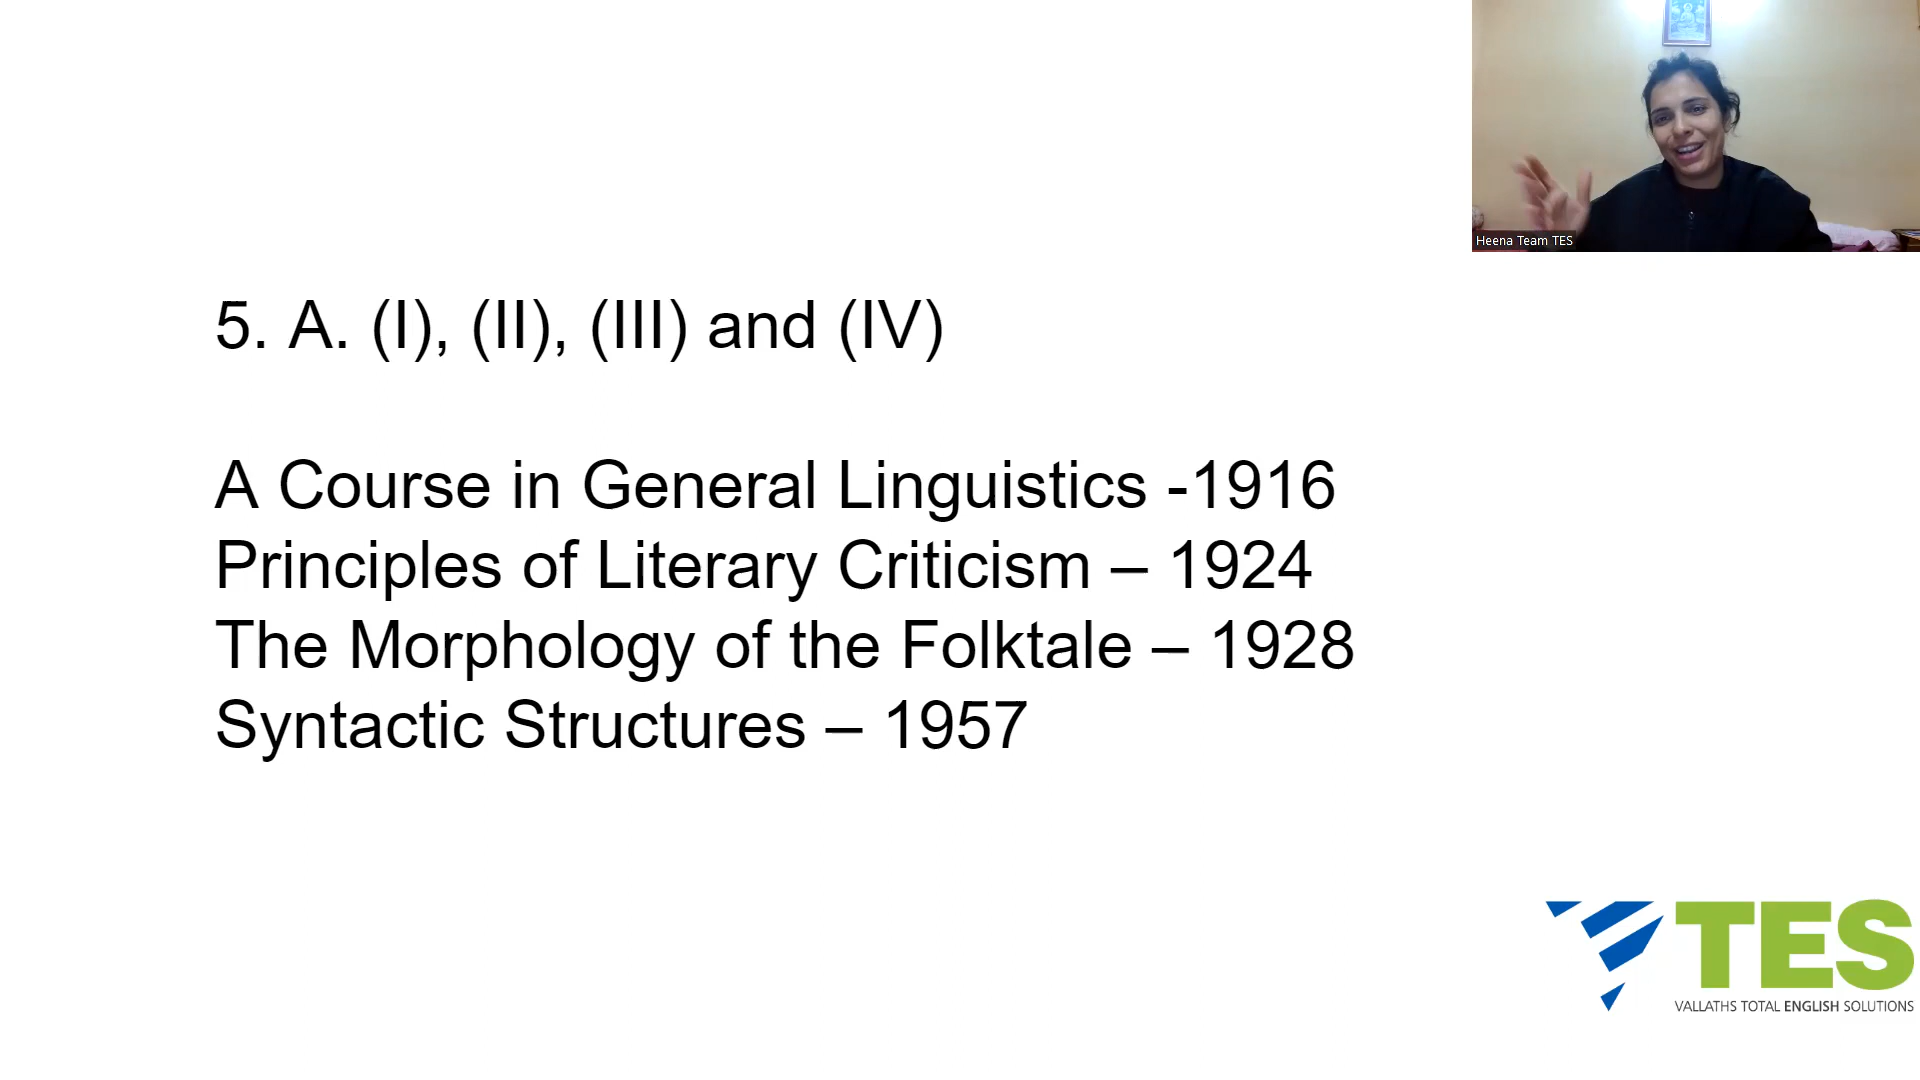 Heena Team TES
5. A. (I), (II), (III) and (IV)
A Course in General Linguistics -1916
Principles of Literary Criticism – 1924
The Morphology of the Folktale – 1928
Syntactic Structures – 1957
TES
VALLATHS TOTAL ENGLISH SOLUTIONS